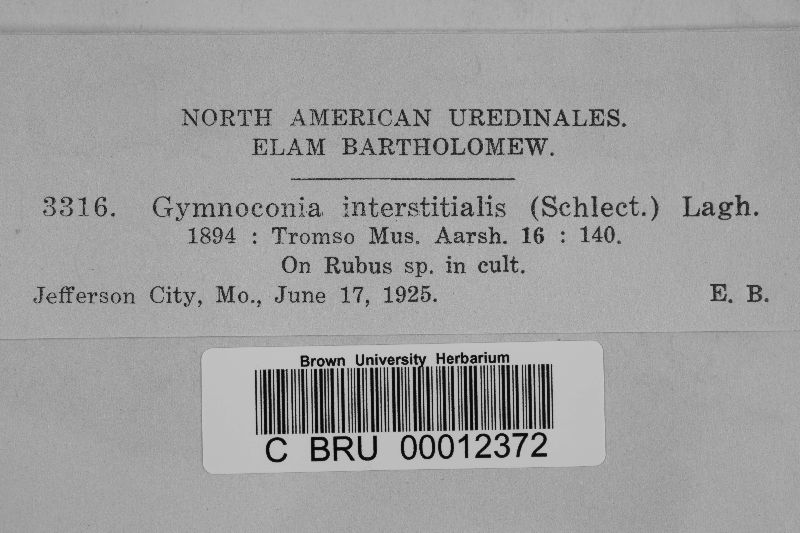 NORTH AMERICAN UREDINALES.
ELAM BARTHOLOMEW.
3316. Gymnoconia interstitialis (Schlect.) Lagh.
1894 : Tromso Mus. Aarsh. 16 : 140.
On Rubus sp. in cult.
Jefferson City, Mo., June 17, 1925. E. B.
Brown University Herbarium
C BRU 00012372